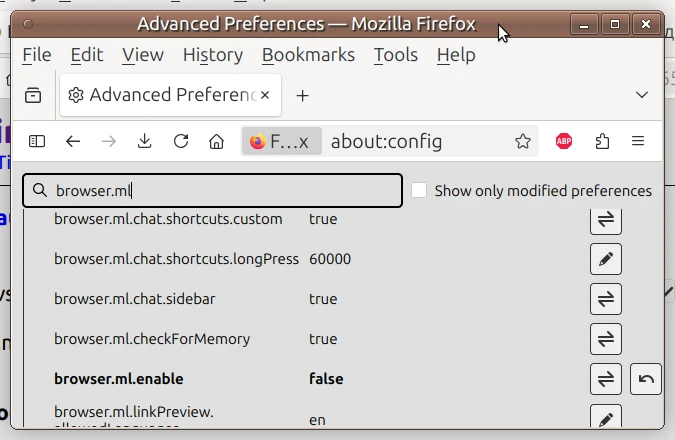 Advanced Preferences — Mozilla Firefox
File Edit View History Bookmarks Tools Help
Advanced Preferenc
F…x about:config ABP
browser.ml Show only modified preferences
browser.ml.chat.shortcuts.custom true
browser.ml.chat.shortcuts.longPress 60000
browser.ml.chat.sidebar true
browser.ml.checkForMemory true
browser.ml.enable false
browser.ml.linkPreview. en